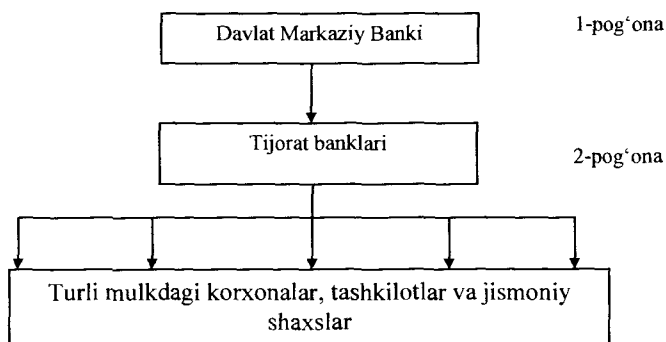 Davlat Markaziy Banki
1-pog‘ona
Tijorat banklari
2-pog‘ona
Turli mulkdagi korxonalar, tashkilotlar va jismoniy
shaxslar